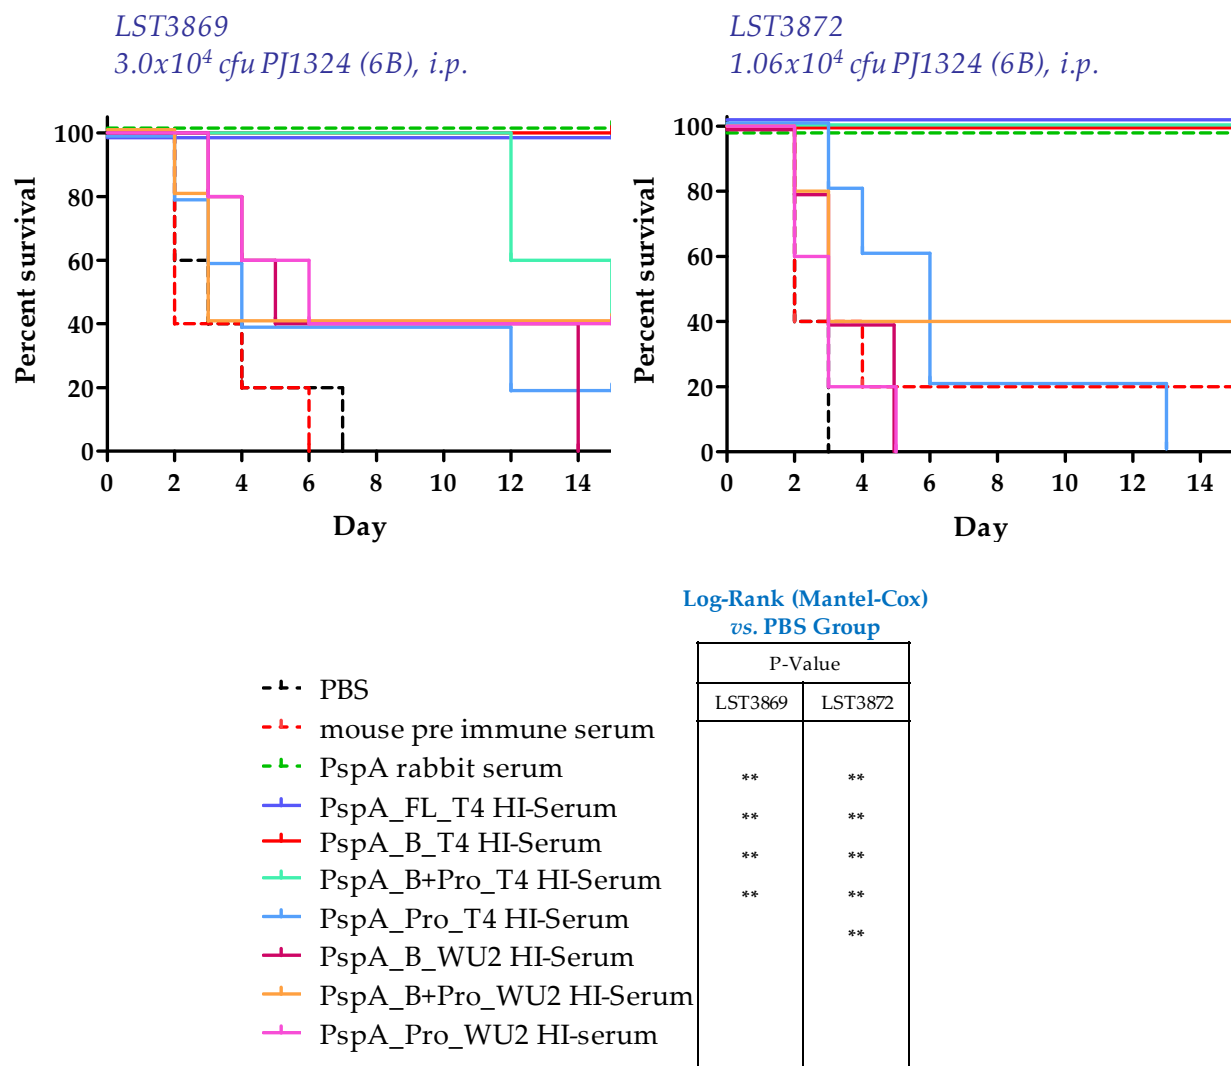 LST3869
3.0x10⁴ cfu PJ1324 (6B), i.p.
LST3872
1.06x10⁴ cfu PJ1324 (6B), i.p.
Percent survival
100
80
60
40
20
0
0 2 4 6 8 10 12 14
Day
Percent survival
100
80
60
40
20
0
0 2 4 6 8 10 12 14
Day
Log-Rank (Mantel-Cox)
vs. PBS Group
P-Value
LST3869 LST3872
PBS
mouse pre immune serum
PspA rabbit serum ** **
PspA_FL_T4 HI-Serum ** **
PspA_B_T4 HI-Serum ** **
PspA_B+Pro_T4 HI-Serum ** **
PspA_Pro_T4 HI-Serum **
PspA_B_WU2 HI-Serum
PspA_B+Pro_WU2 HI-Serum
PspA_Pro_WU2 HI-serum